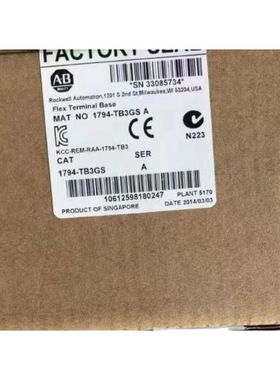 FACTORY SEAL
AB
QUALITY
*SN 33085734*
Rockwell Automation,1201 S 2nd St,Milwaukee,WI 53204,USA
Flex Terminal Base
MAT NO 1794-TB3GS A
N223
KCC-REM-RAA-1794-TB3
CAT SER
1794-TB3GS A
PLANT 5170
10612598180247
DATE 2014/03/03
PRODUCT OF SINGAPORE